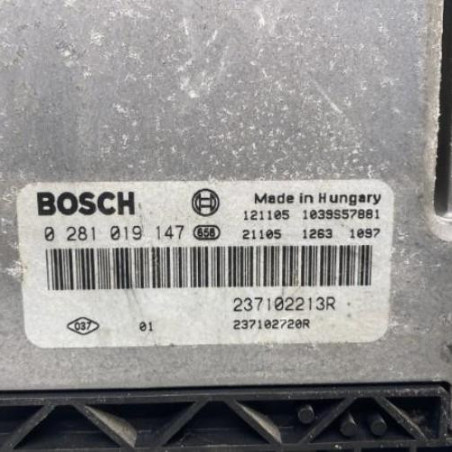 BOSCH Made in Hungary
121105 1039S57881
0 281 019 147 658 21105 1263 1097
237102213R
037 01 237102720R